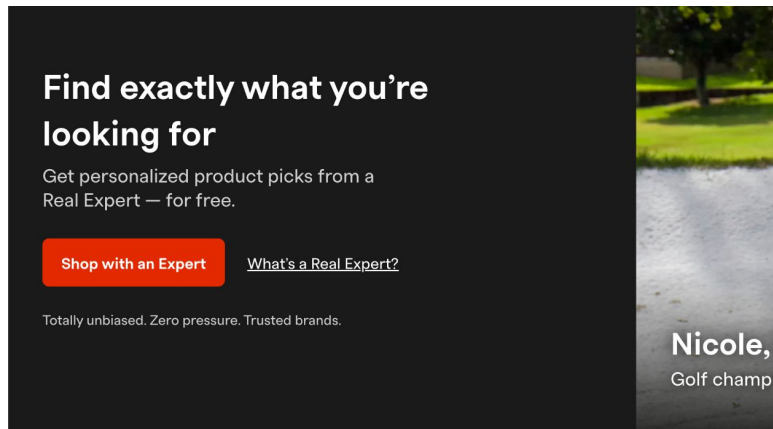 Find exactly what you’re
looking for
Get personalized product picks from a
Real Expert — for free.
Shop with an Expert
What’s a Real Expert?
Totally unbiased. Zero pressure. Trusted brands.
Nicole,
Golf champ